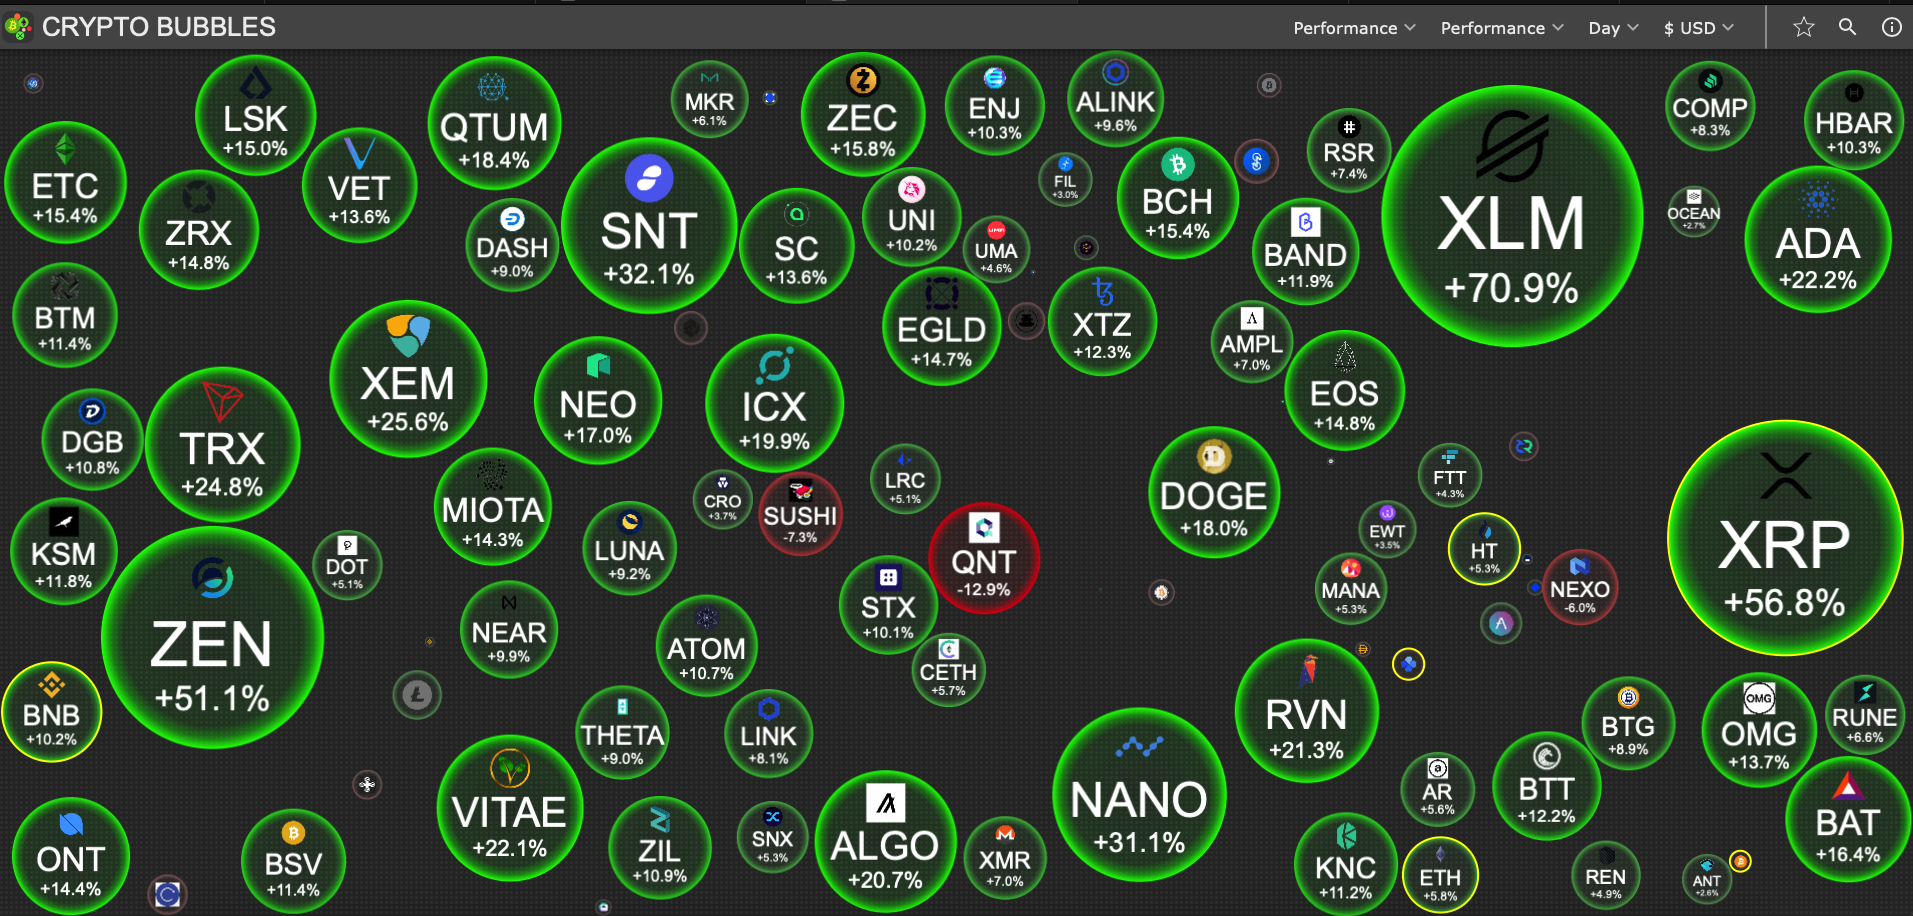 CRYPTO BUBBLES
Performance
Performance
Day
$ USD
LSK
+15.0%
QTUM
+18.4%
MKR
+6.1%
ZEC
+15.8%
ENJ
+10.3%
ALINK
+9.6%
COMP
+8.3%
HBAR
+10.3%
ETC
+15.4%
VET
+13.6%
ZRX
+14.8%
DASH
+9.0%
SNT
+32.1%
SC
+13.6%
UNI
+10.2%
UMA
+4.6%
FIL
+3.0%
BCH
+15.4%
RSR
+7.4%
BAND
+11.9%
XLM
+70.9%
OCEAN
+2.7%
ADA
+22.2%
BTM
+11.4%
XEM
+25.6%
NEO
+17.0%
ICX
+19.9%
EGLD
+14.7%
XTZ
+12.3%
AMPL
+7.0%
EOS
+14.8%
DGB
+10.8%
TRX
+24.8%
MIOTA
+14.3%
CRO
+3.7%
SUSHI
-7.3%
LRC
+5.1%
DOGE
+18.0%
FTT
+4.3%
XRP
+56.8%
KSM
+11.8%
ZEN
+51.1%
DOT
+5.1%
LUNA
+9.2%
QNT
-12.9%
EWT
+3.5%
HT
+5.3%
MANA
+5.3%
NEXO
-6.0%
NEAR
+9.9%
ATOM
+10.7%
STX
+10.1%
CETH
+5.7%
BNB
+10.2%
THETA
+9.0%
LINK
+8.1%
RVN
+21.3%
BTG
+8.9%
OMG
OMG
+13.7%
RUNE
+6.6%
VITAE
+22.1%
NANO
+31.1%
AR
+5.6%
BTT
+12.2%
BAT
+16.4%
ONT
+14.4%
BSV
+11.4%
ZIL
+10.9%
SNX
+5.3%
ALGO
+20.7%
XMR
+7.0%
KNC
+11.2%
ETH
+5.8%
REN
+4.9%
ANT
+2.6%